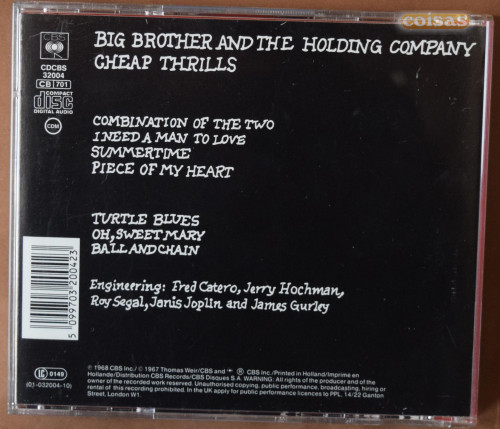 coisas
CBS
CDCBS
32004
CB 701
COMPACT
disc
DIGITAL AUDIO
CDM
BIG BROTHER AND THE HOLDING COMPANY
CHEAP THRILLS
COMBINATION OF THE TWO
I NEED A MAN TO LOVE
SUMMERTIME
PIECE OF MY HEART
TURTLE BLUES
OH, SWEET MARY
BALL AND CHAIN
Engineering: Fred Catero, Jerry Hochman,
Roy Segal, Janis Joplin and James Gurley
5 099703 200423
LC 0149
(01-032004-10)
℗ 1968 CBS Inc./© 1967 Thomas Weir/CBS and ® CBS Inc./Printed in Holland/Imprimé en
Hollande/Distribution CBS Records/CBS Disques S.A. WARNING: All rights of the producer and of the
owner of the recorded work reserved. Unauthorised copying, public performance, broadcasting, hiring or
rental of this recording prohibited. In the UK apply for public performance licences to PPL, 14/22 Ganton
Street, London W1